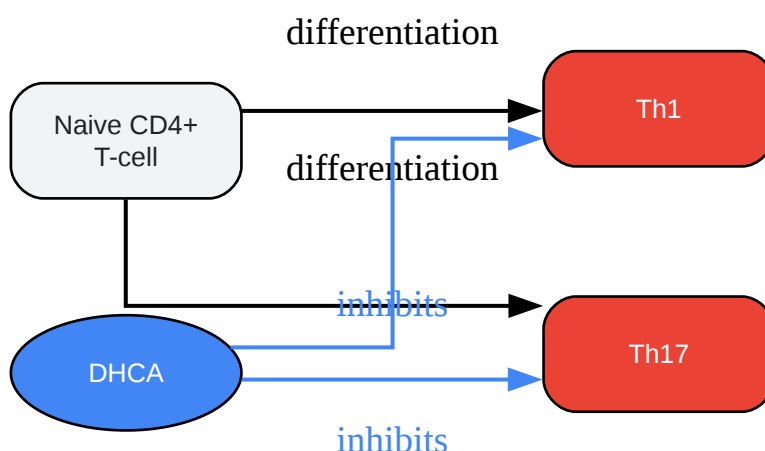 differentiation
Naive CD4+
T-cell
Th1
differentiation
inhibits
Th17
DHCA
inhibits